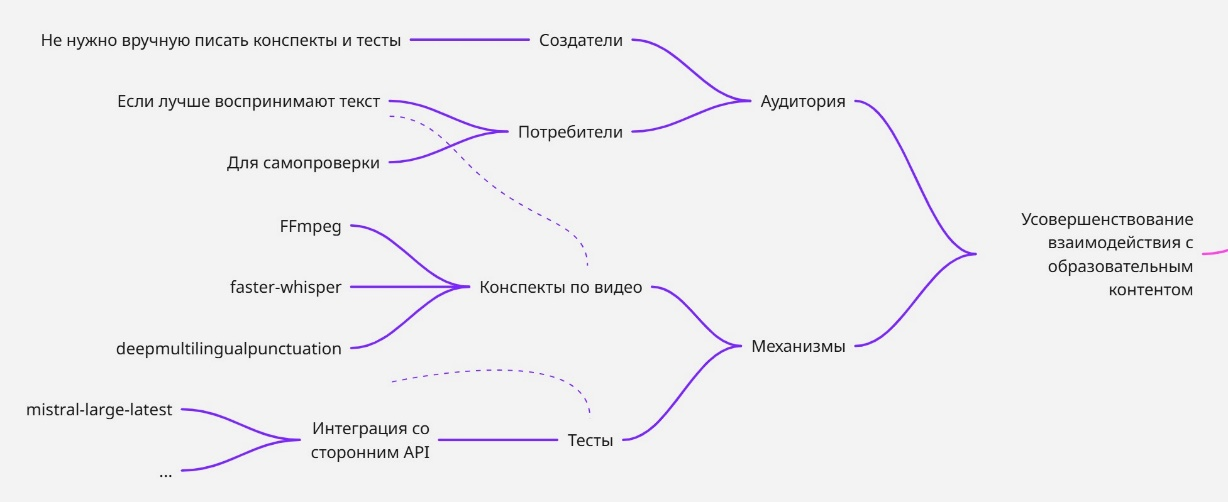 Не нужно вручную писать конспекты и тесты
Создатели
Если лучше воспринимают текст
Аудитория
Потребители
Для самопроверки
FFmpeg
Усовершенствование
взаимодействия с
образовательным
контентом
faster-whisper
Конспекты по видео
deepmultilingualpunctuation
Механизмы
mistral-large-latest
Интеграция со
сторонним API
Тесты
...